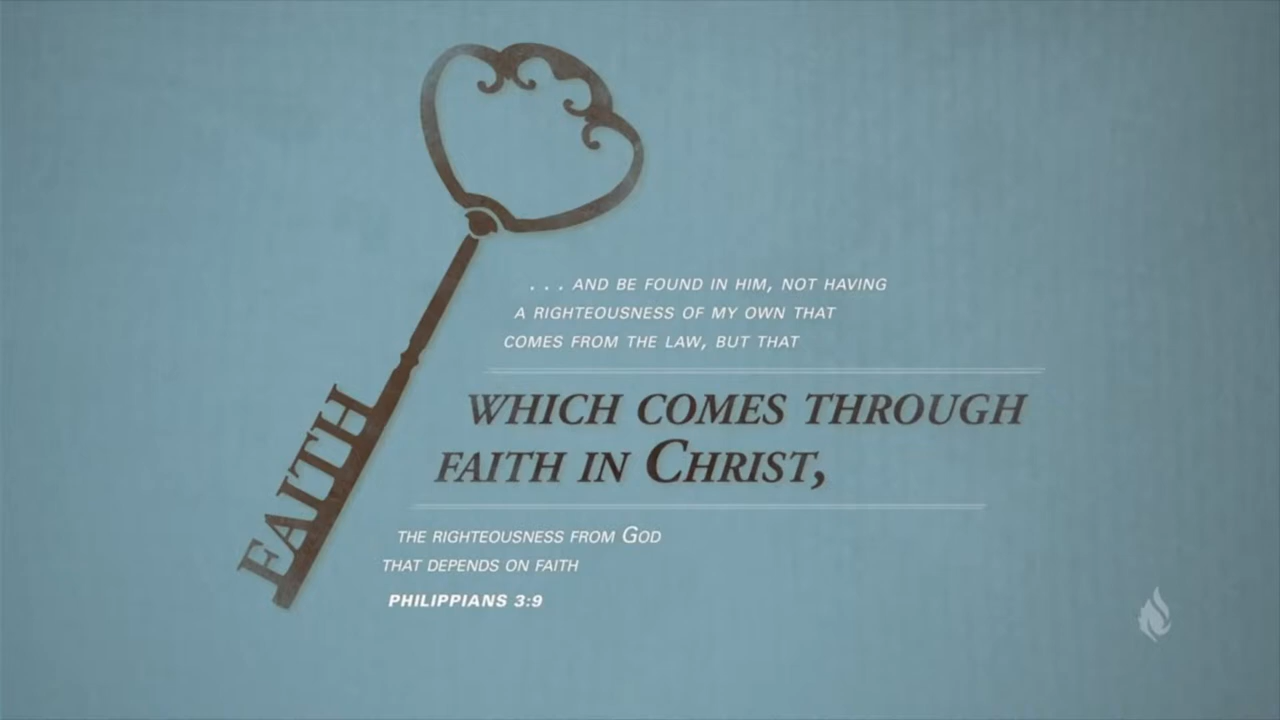 FAITH
. . . AND BE FOUND IN HIM, NOT HAVING
A RIGHTEOUSNESS OF MY OWN THAT
COMES FROM THE LAW, BUT THAT
WHICH COMES THROUGH
FAITH IN CHRIST,
THE RIGHTEOUSNESS FROM GOD
THAT DEPENDS ON FAITH
PHILIPPIANS 3:9